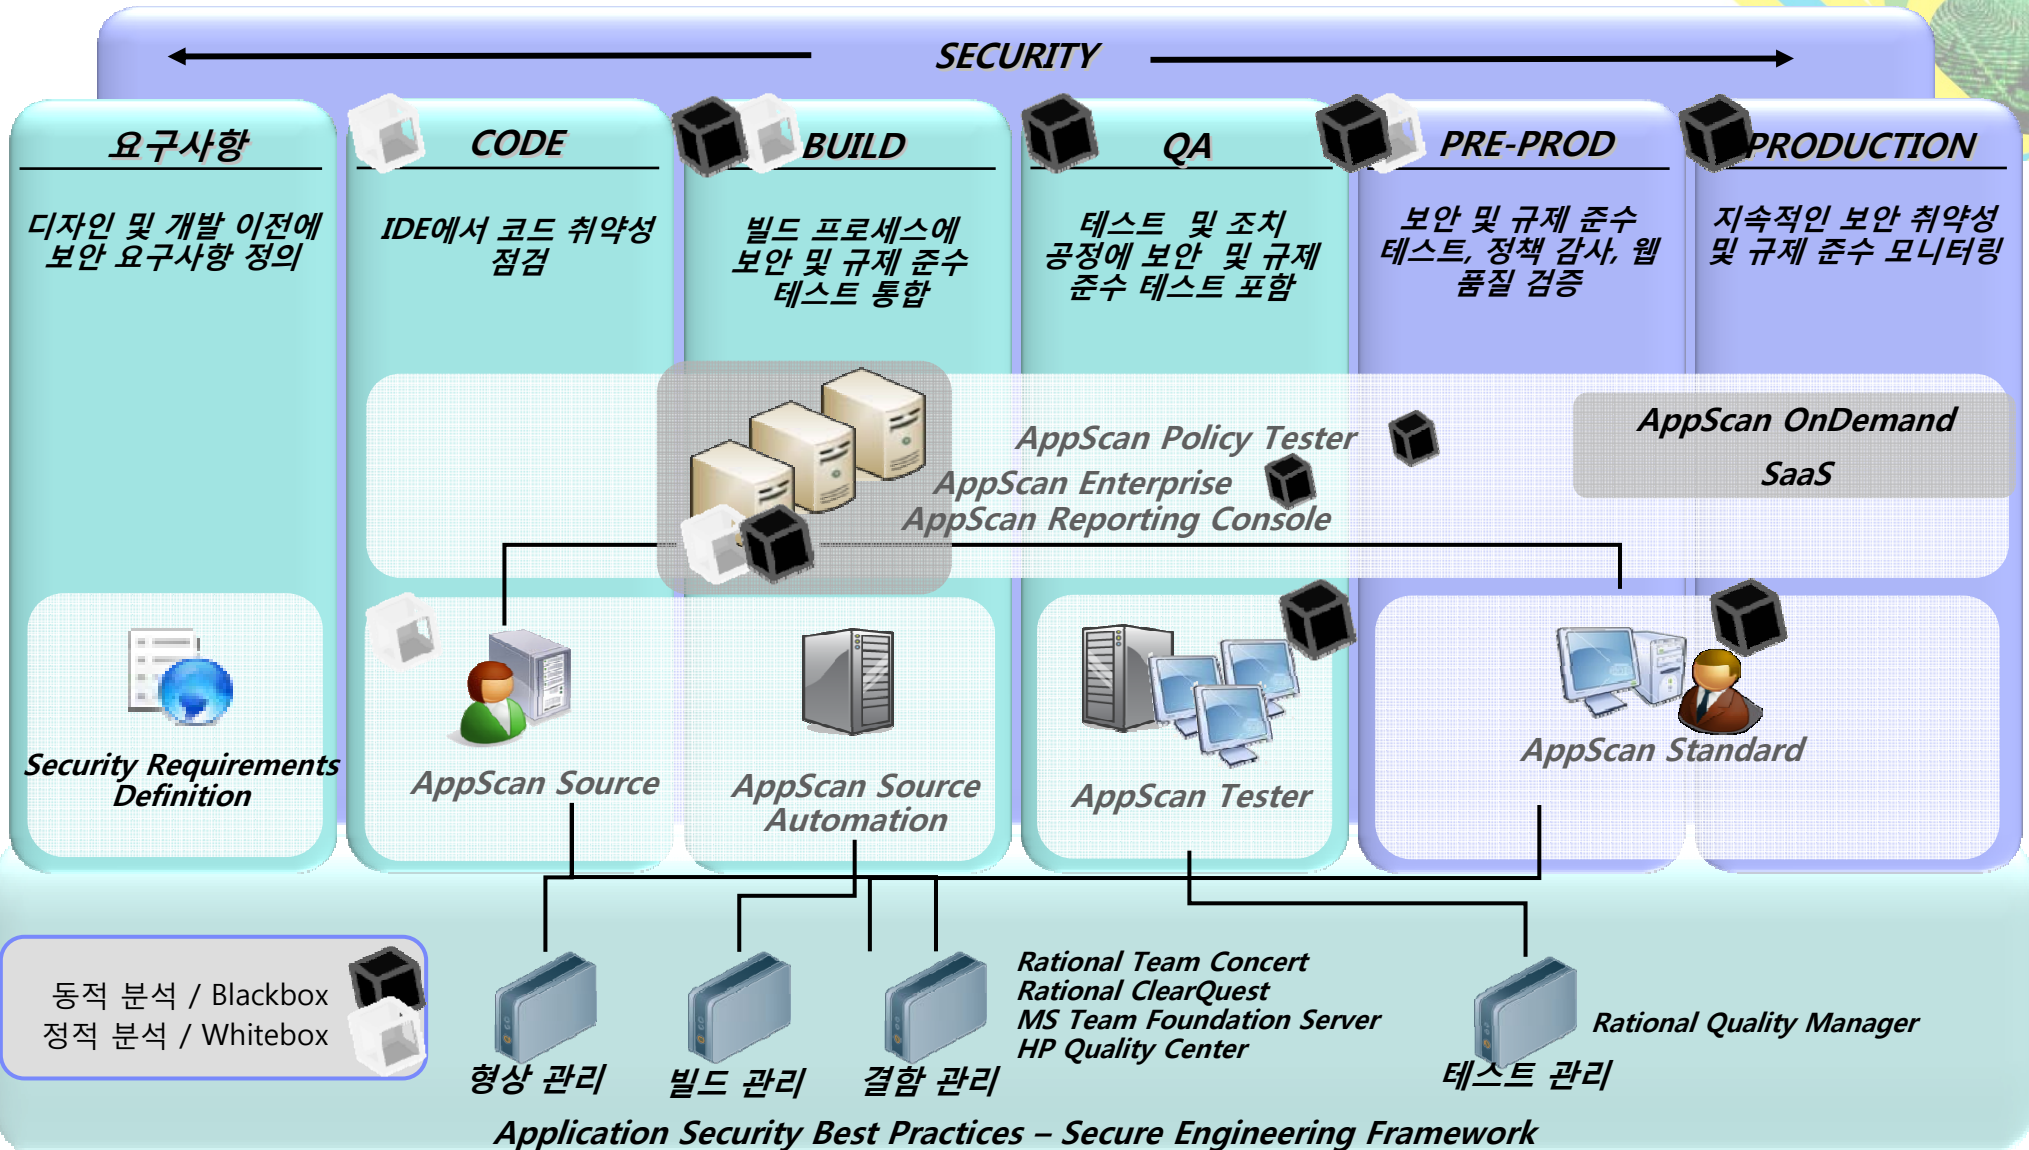 SECURITY
요구사항
디자인 및 개발 이전에
보안 요구사항 정의
CODE
IDE에서 코드 취약성
점검
BUILD
빌드 프로세스에
보안 및 규제 준수
테스트 통합
QA
테스트 및 조치
공정에 보안 및 규제
준수 테스트 포함
PRE-PROD
보안 및 규제 준수
테스트, 정책 감사, 웹
품질 검증
PRODUCTION
지속적인 보안 취약성
및 규제 준수 모니터링
AppScan Policy Tester
AppScan Enterprise
AppScan Reporting Console
AppScan OnDemand
SaaS
Security Requirements
Definition
AppScan Source
AppScan Source
Automation
AppScan Tester
AppScan Standard
동적 분석 / Blackbox
정적 분석 / Whitebox
형상 관리
빌드 관리
결함 관리
Rational Team Concert
Rational ClearQuest
MS Team Foundation Server
HP Quality Center
테스트 관리
Rational Quality Manager
Application Security Best Practices – Secure Engineering Framework